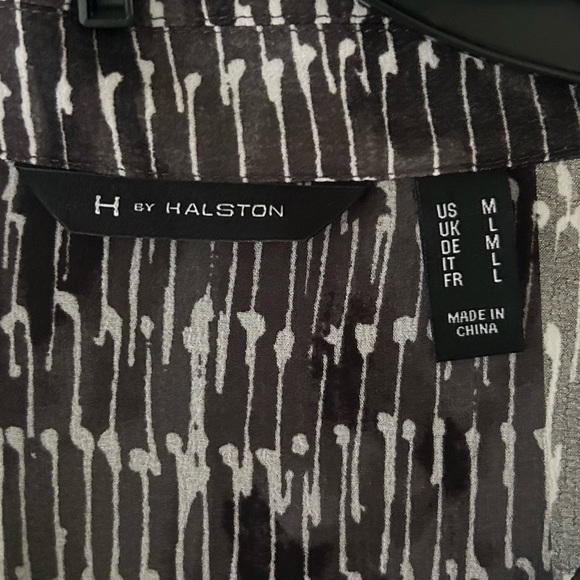 H BY HALSTON
US M
UK L
DE M
IT L
FR L
MADE IN
CHINA